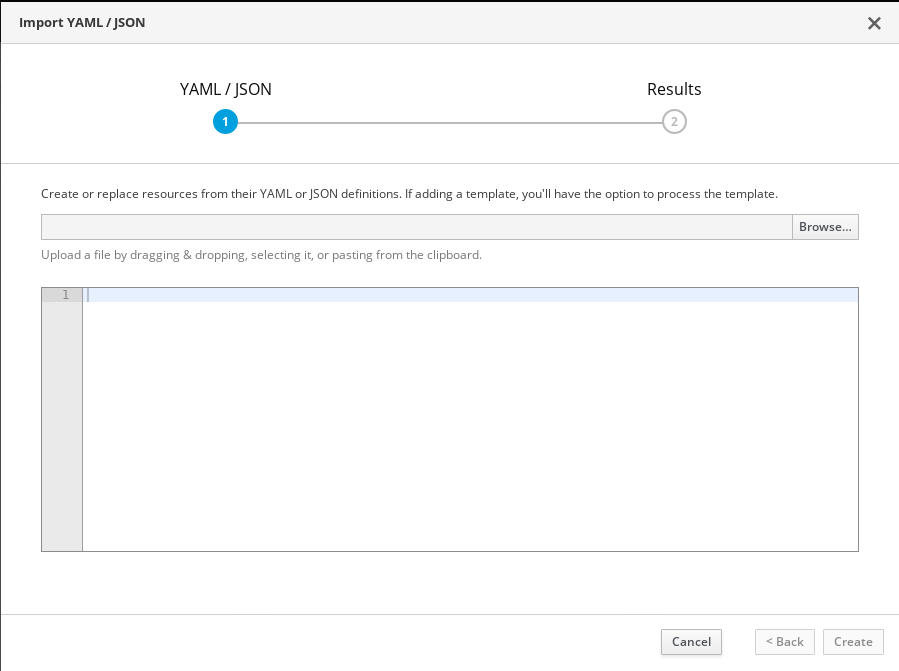 Import YAML / JSON
YAML / JSON
Results
1
2
Create or replace resources from their YAML or JSON definitions. If adding a template, you'll have the option to process the template.
Browse...
Upload a file by dragging & dropping, selecting it, or pasting from the clipboard.
1
Cancel
< Back
Create